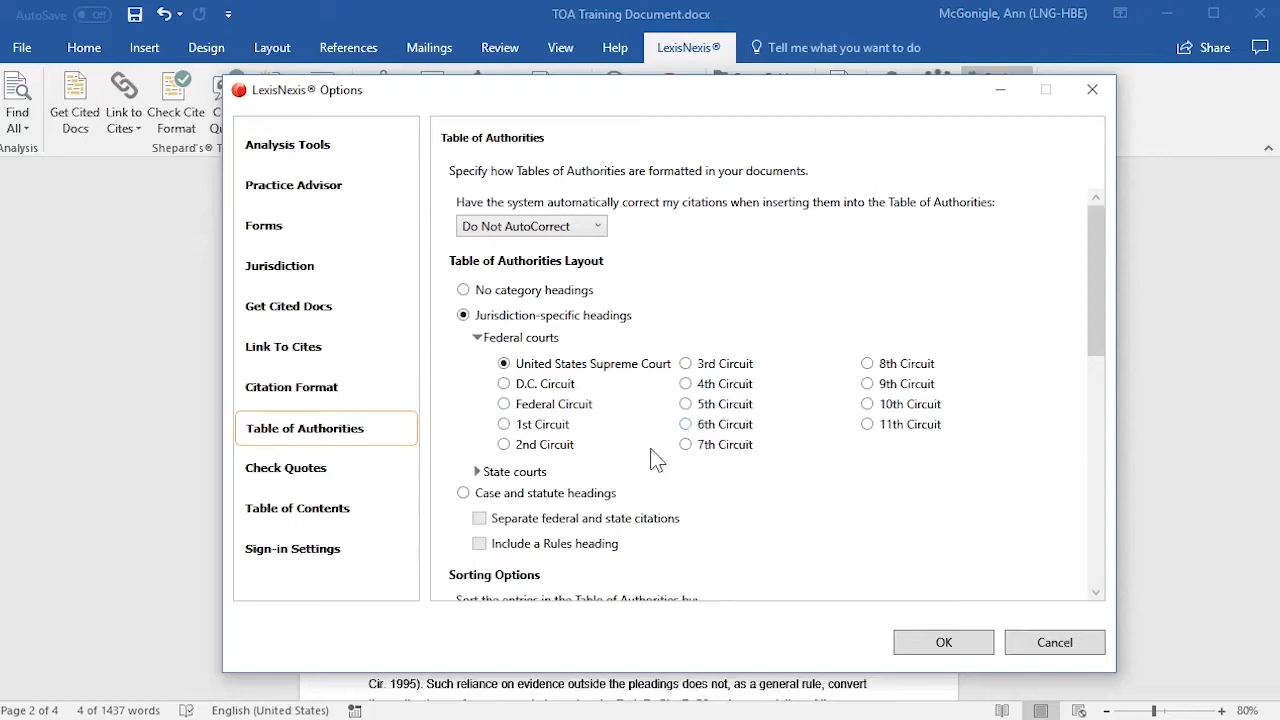 AutoSave Off TOA Training Document.docx McGonigle, Ann (LNG-HBE)
File Home Insert Design Layout References Mailings Review View Help LexisNexis® Tell me what you want to do Share
Find All Get Cited Docs Link to Cites Check Cite Format
Analysis Shepard's®
LexisNexis® Options
Analysis Tools
Practice Advisor
Forms
Jurisdiction
Get Cited Docs
Link To Cites
Citation Format
Table of Authorities
Check Quotes
Table of Contents
Sign-in Settings
Table of Authorities
Specify how Tables of Authorities are formatted in your documents.
Have the system automatically correct my citations when inserting them into the Table of Authorities:
Do Not AutoCorrect
Table of Authorities Layout
No category headings
Jurisdiction-specific headings
Federal courts
United States Supreme Court 3rd Circuit 8th Circuit
D.C. Circuit 4th Circuit 9th Circuit
Federal Circuit 5th Circuit 10th Circuit
1st Circuit 6th Circuit 11th Circuit
2nd Circuit 7th Circuit
State courts
Case and statute headings
Separate federal and state citations
Include a Rules heading
Sorting Options
Sort the entries in the Table of Authorities by:
OK Cancel
Cir. 1995). Such reliance on evidence outside the pleadings does not, as a general rule, convert
Page 2 of 4 4 of 1437 words English (United States) 80%